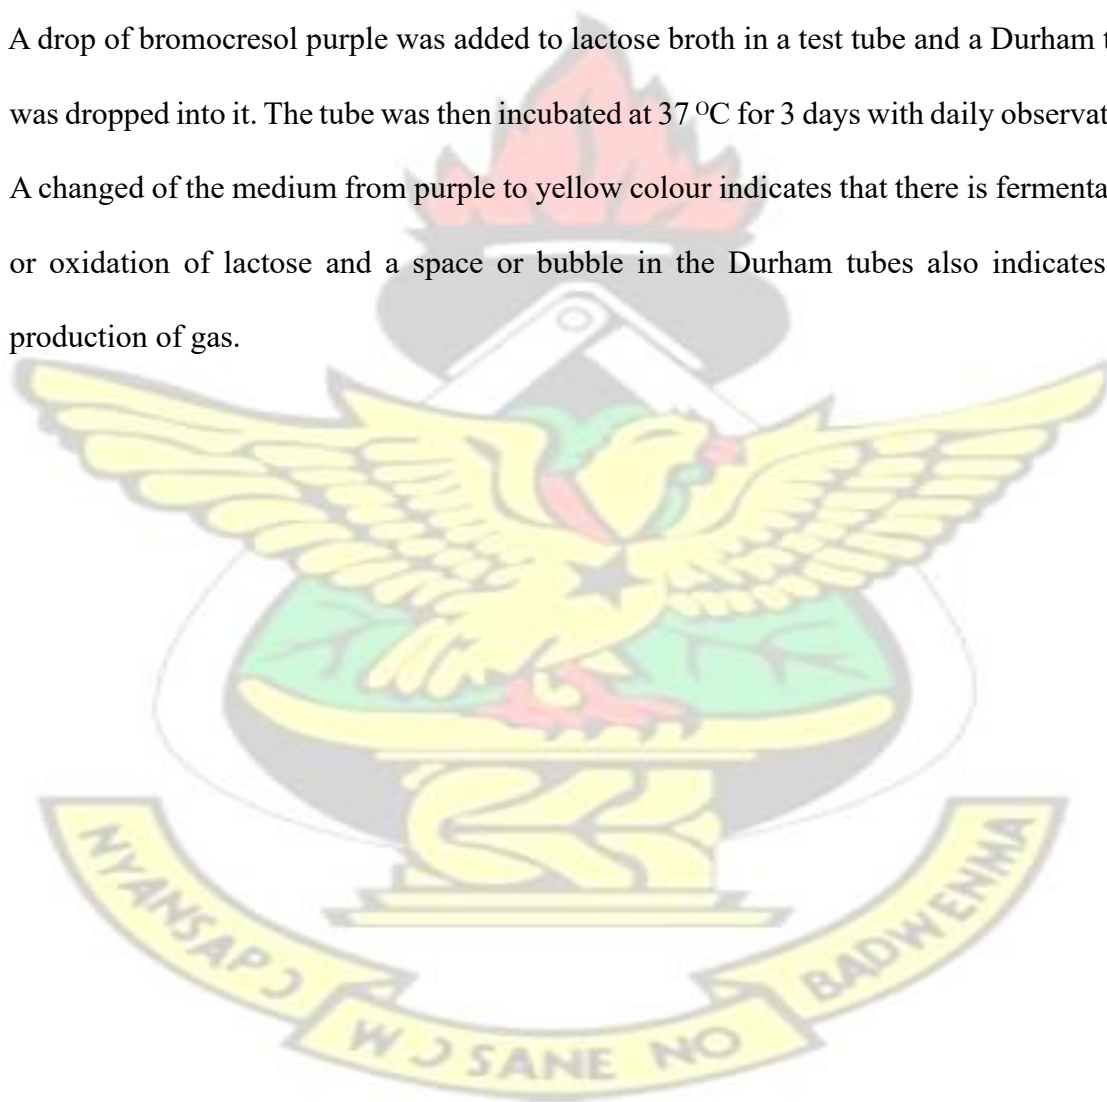 A drop of bromocresol purple was added to lactose broth in a test tube and a Durham
was dropped into it. The tube was then incubated at 37 ᴼC for 3 days with daily
A changed of the medium from purple to yellow colour indicates that there is
or oxidation of lactose and a space or bubble in the Durham tubes also indicates
production of gas.
NYANSAPƆ
WƆSANE NO
BADWENMA